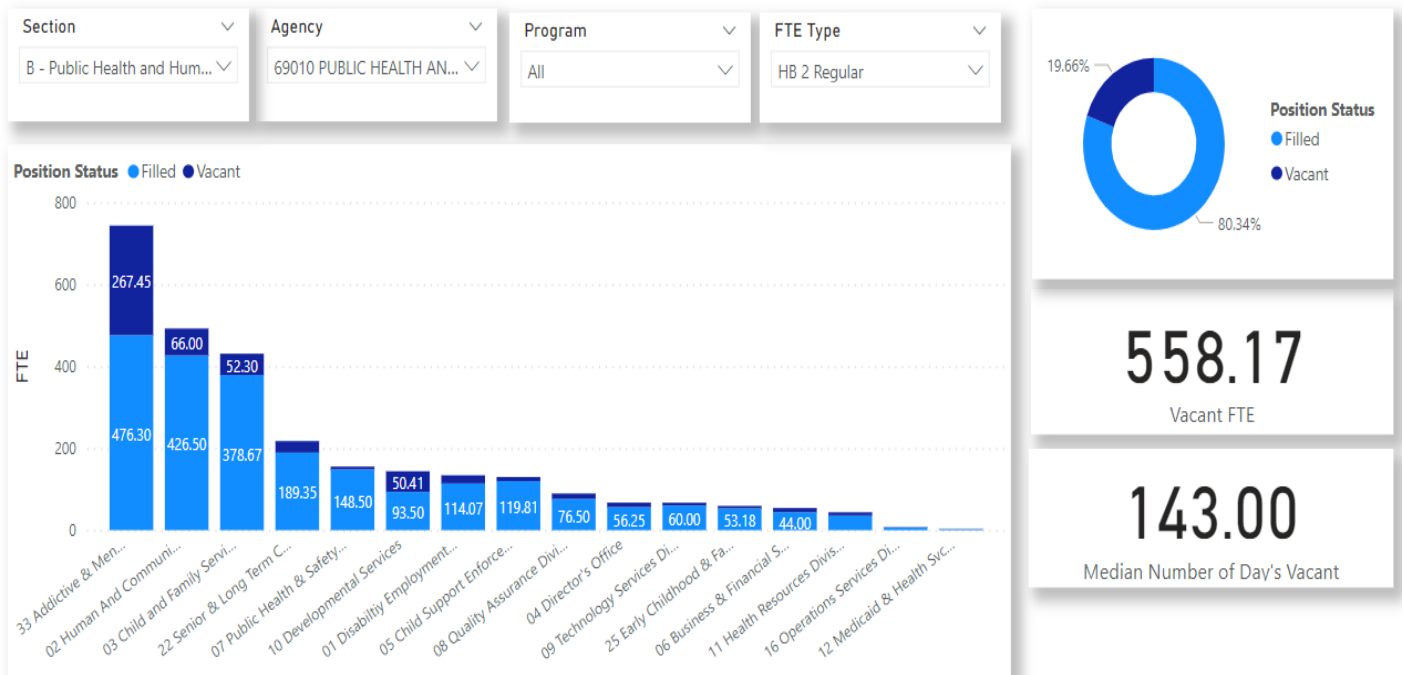 Section
B - Public Health and Hum...
Agency
69010 PUBLIC HEALTH AN...
Program
All
FTE Type
HB 2 Regular
19.66%
80.34%
Position Status
Filled
Vacant
Position Status Filled Vacant
FTE
800
600
400
200
0
267.45
476.30
66.00
426.50
52.30
378.67
189.35
148.50
50.41
93.50
114.07
119.81
76.50
56.25
60.00
53.18
44.00
33 Addictive & Men...
02 Human And Communi...
03 Child and Family Servi...
22 Senior & Long Term C...
07 Public Health & Safety...
10 Developmental Services
01 Disabitiy Employment...
05 Child Support Enforce...
08 Quality Assurance Divi...
04 Director's Office
09 Technology Services Di...
25 Early Childhood & Fa...
06 Business & Financial S...
11 Health Resources Divis...
16 Operations Services Di...
12 Medicaid & Health Svc...
558.17
Vacant FTE
143.00
Median Number of Day's Vacant